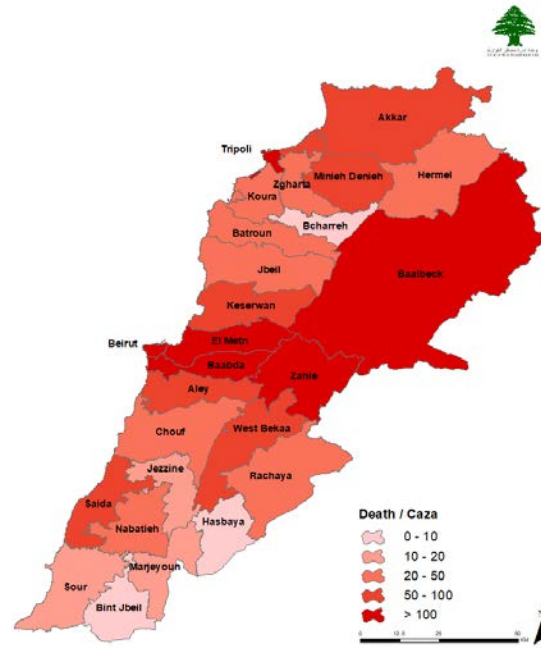 Akkar
Tripoli
Zgharta
Minieh Denieh
Hermel
Koura
Bcharreh
Batroun
Jbeil
Baalbeck
Keserwan
Beirut
El Metn
Baabda
Zahle
Aley
West Bekaa
Chouf
Jezzine
Rachaya
Saida
Nabatieh
Hasbaya
Marjeyoun
Sour
Bint Jbeil
Death / Caza
0 - 10
10 - 20
20 - 50
50 - 100
> 100